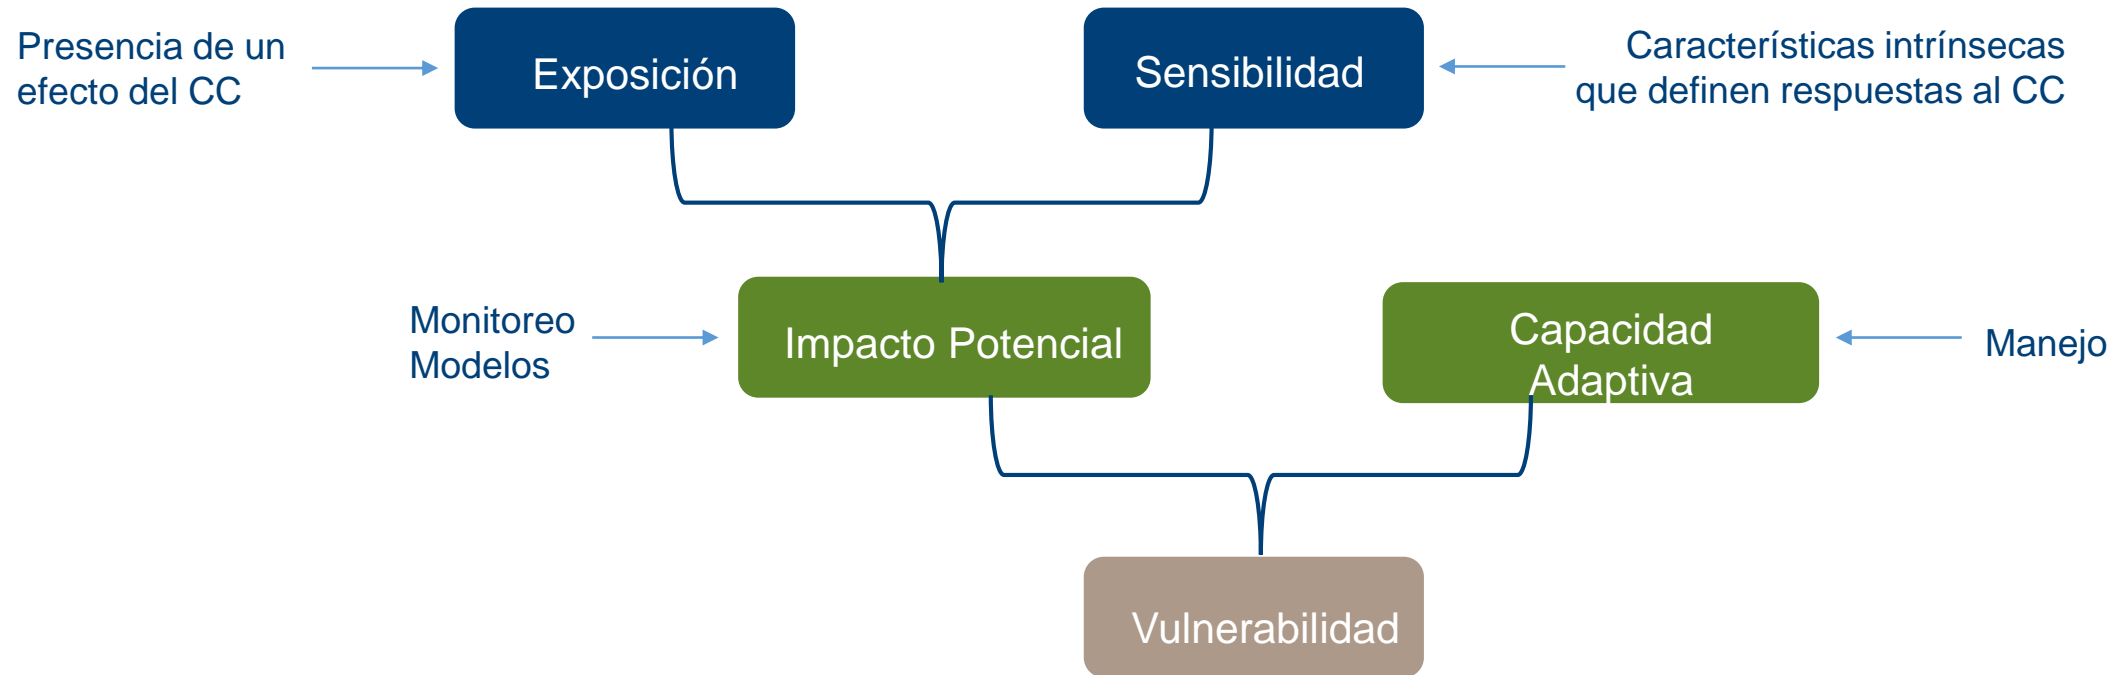 Presencia de un
efecto del CC
Exposición
Sensibilidad
Características intrínsecas
que definen respuestas al CC
Monitoreo
Modelos
Impacto Potencial
Capacidad
Adaptiva
Manejo
Vulnerabilidad